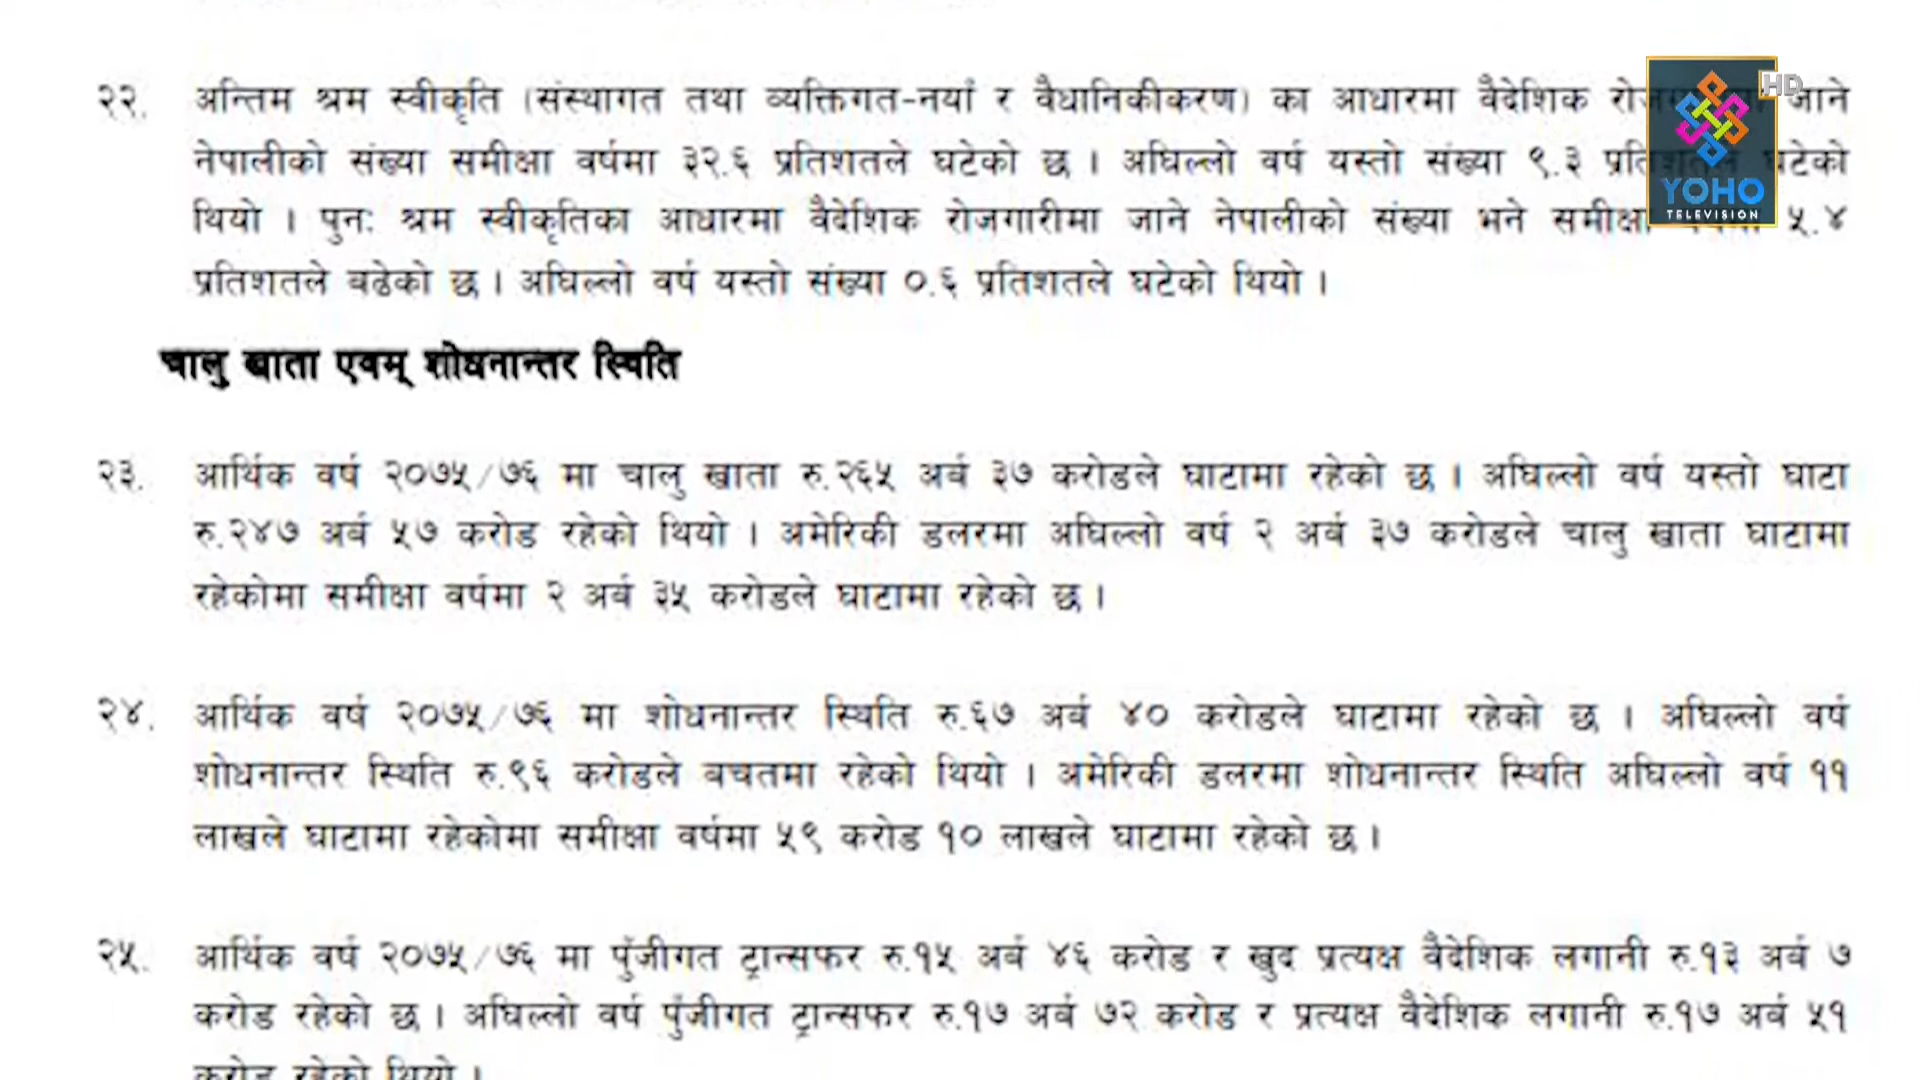 २२. अन्तिम श्रम स्वीकृति (संस्थागत तथा व्यक्तिगत-नयाँ र वैधानिकीकरण) का आधारमा वैदेशिक जाने
नेपालीको संख्या समीक्षा वर्षमा ३२.६ प्रतिशतले घटेको छ । अघिल्लो वर्ष यस्तो संख्या ९.३ प्रतिशतले घटेको
थियो । पुनः श्रम स्वीकृतिका आधारमा वैदेशिक रोजगारीमा जाने नेपालीको संख्या भने समीक्षा ५.४
प्रतिशतले बढेको छ । अघिल्लो वर्ष यस्तो संख्या ०.६ प्रतिशतले घटेको थियो ।
चालु खाता एवम् शोधनान्तर स्थिति
२३. आर्थिक वर्ष २०७५/७६ मा चालु खाता रु.२६५ अर्ब ३७ करोडले घाटामा रहेको छ । अघिल्लो वर्ष यस्तो घाटा
रु.२४७ अर्ब ५७ करोड रहेको थियो । अमेरिकी डलरमा अघिल्लो वर्ष २ अर्ब ३७ करोडले चालु खाता घाटामा
रहेकोमा समीक्षा वर्षमा २ अर्ब ३५ करोडले घाटामा रहेको छ ।
२४. आर्थिक वर्ष २०७५/७६ मा शोधनान्तर स्थिति रु.६७ अर्ब ४० करोडले घाटामा रहेको छ । अघिल्लो वर्ष
शोधनान्तर स्थिति रु.९६ करोडले बचतमा रहेको थियो । अमेरिकी डलरमा शोधनान्तर स्थिति अघिल्लो वर्ष ११
लाखले घाटामा रहेकोमा समीक्षा वर्षमा ५९ करोड १० लाखले घाटामा रहेको छ ।
२५. आर्थिक वर्ष २०७५/७६ मा पुँजीगत ट्रान्सफर रु.१५ अर्ब ४६ करोड र खुद प्रत्यक्ष वैदेशिक लगानी रु.१३ अर्ब ७
करोड रहेको छ । अघिल्लो वर्ष पुँजीगत ट्रान्सफर रु.१७ अर्ब ७२ करोड र प्रत्यक्ष वैदेशिक लगानी रु.१७ अर्ब ५१
करोड रहेको थियो ।
HD
YOHO
TELEVISION